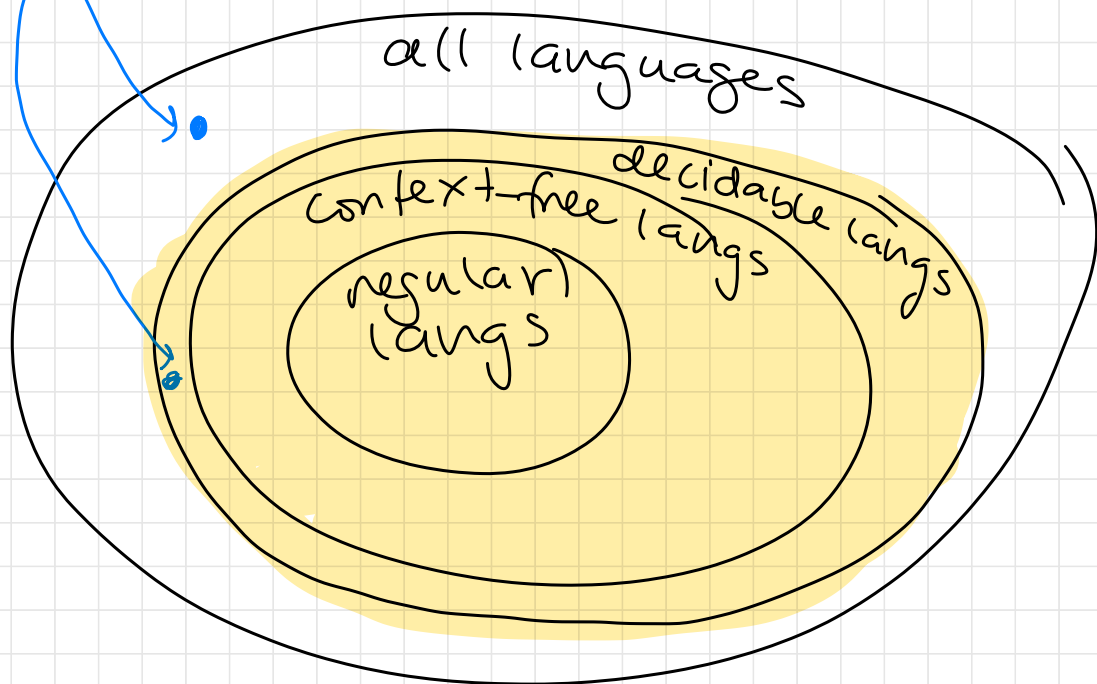 all languages
decidable langs
context-free langs
regular
langs